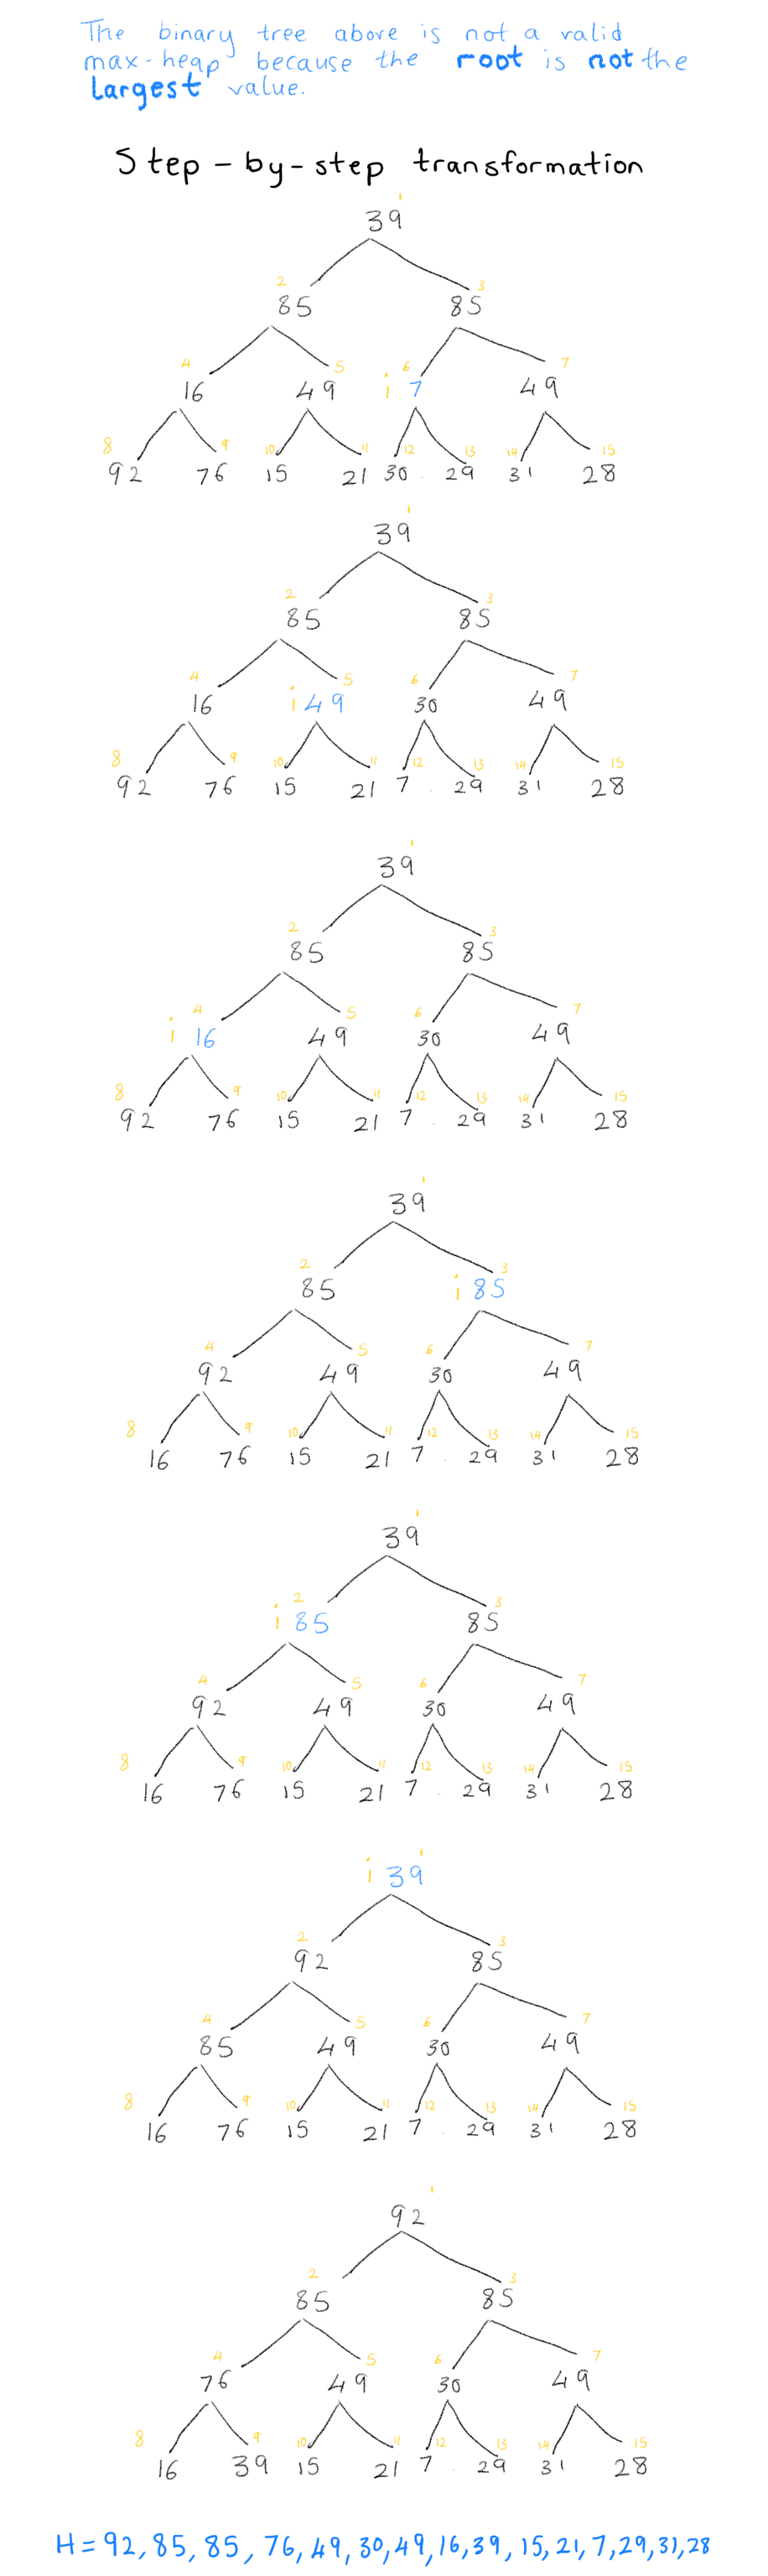 The binary tree above is not a valid
max-heap because the root is not the
largest value.
Step-by-step transformation
1
39
2 3
85 85
4 5 6 7
16 49 i 7 49
8 9 10 11 12 13 14 15
92 76 15 21 30 29 31 28
1
39
2 3
85 85
4 5 6 7
16 i 49 30 49
8 9 10 11 12 13 14 15
92 76 15 21 7 29 31 28
1
39
2 3
85 85
4 5 6 7
i 16 49 30 49
8 9 10 11 12 13 14 15
92 76 15 21 7 29 31 28
1
39
2 3
85 i 85
4 5 6 7
92 49 30 49
8 9 10 11 12 13 14 15
16 76 15 21 7 29 31 28
1
39
2 3
i 85 85
4 5 6 7
92 49 30 49
8 9 10 11 12 13 14 15
16 76 15 21 7 29 31 28
1
i 39
2 3
92 85
4 5 6 7
85 49 30 49
8 9 10 11 12 13 14 15
16 76 15 21 7 29 31 28
1
92
2 3
85 85
4 5 6 7
76 49 30 49
8 9 10 11 12 13 14 15
16 39 15 21 7 29 31 28
H = 92, 85, 85, 76, 49, 30, 49, 16, 39, 15, 21, 7, 29, 31, 28